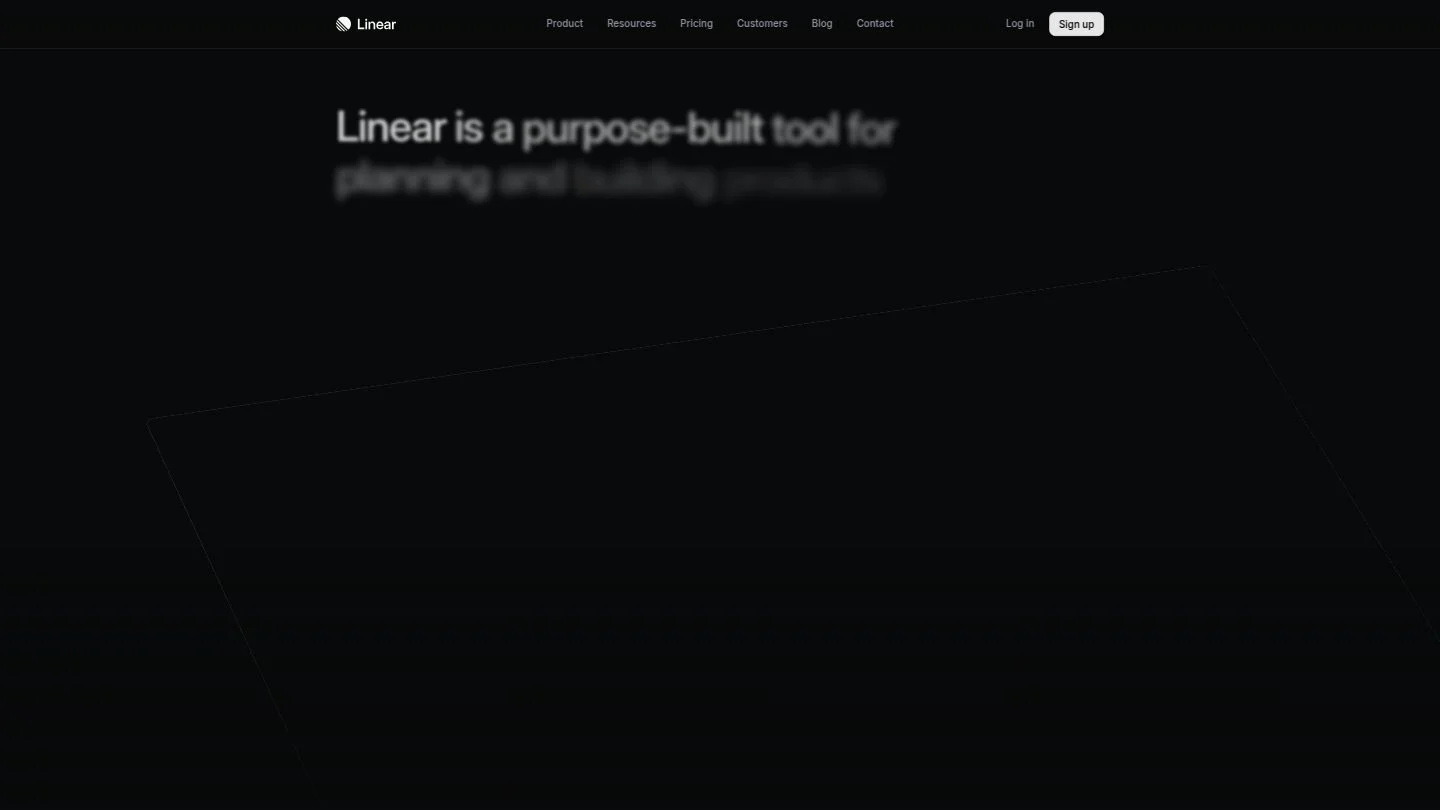 Linear
Product
Resources
Pricing
Customers
Blog
Contact
Log in
Sign up
Linear is a purpose-built tool for
planning and building products